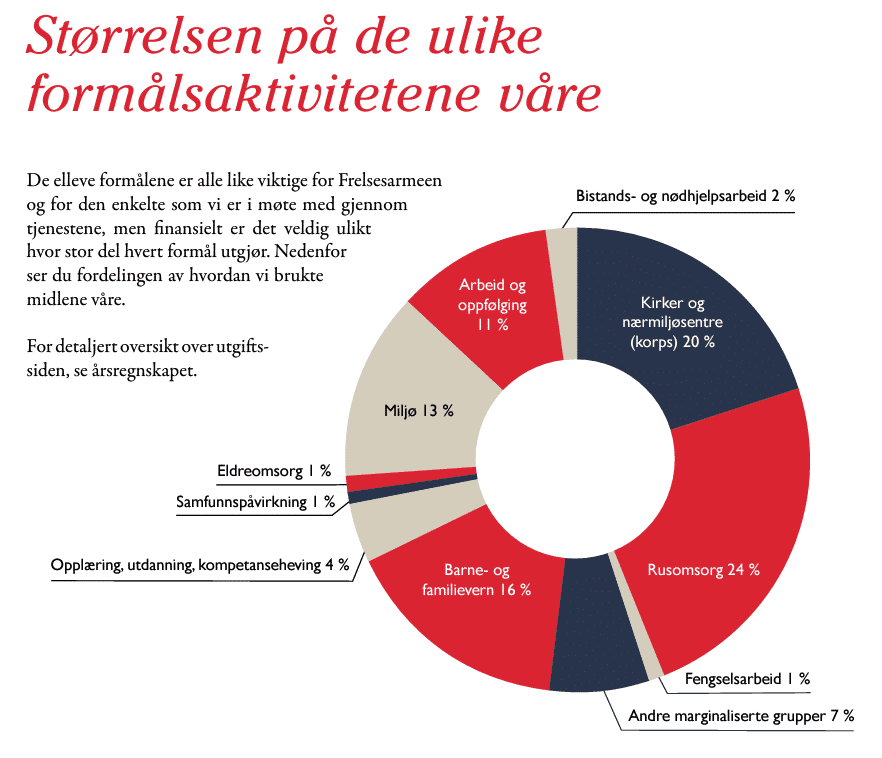 Størrelsen på de ulike
formålsaktivitetene våre
De elleve formålene er alle like viktige for Frelsesarmeen
og for den enkelte som vi er i møte med gjennom
tjenestene, men finansielt er det veldig ulikt
hvor stor del hvert formål utgjør. Nedenfor
ser du fordelingen av hvordan vi brukte
midlene våre.
For detaljert oversikt over utgifts-
siden, se årsregnskapet.
Bistands- og nødhjelpsarbeid 2 %
Kirker og
nærmiljøsentre
(korps) 20 %
Rusomsorg 24 %
Fengselsarbeid 1 %
Andre marginaliserte grupper 7 %
Barne- og
familievern 16 %
Opplæring, utdanning, kompetanseheving 4 %
Samfunnspåvirkning 1 %
Eldreomsorg 1 %
Miljø 13 %
Arbeid og
oppfølging
11 %